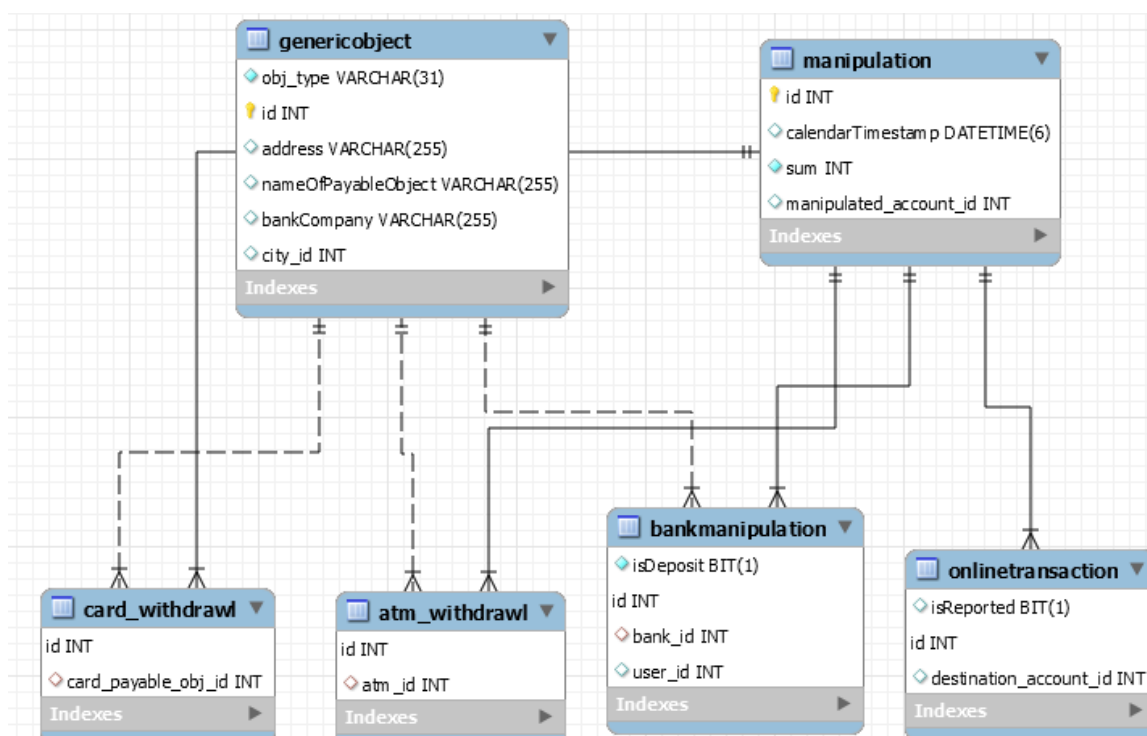 genericobject
obj_type VARCHAR(31)
id INT
address VARCHAR(255)
nameOfPayableObject VARCHAR(255)
bankCompany VARCHAR(255)
city_id INT
Indexes
manipulation
id INT
calendarTimestamp DATETIME(6)
sum INT
manipulated_account_id INT
Indexes
card_withdrawl
id INT
card_payable_obj_id INT
Indexes
atm_withdrawl
id INT
atm_id INT
Indexes
bankmanipulation
isDeposit BIT(1)
id INT
bank_id INT
user_id INT
Indexes
onlinetransaction
isReported BIT(1)
id INT
destination_account_id INT
Indexes